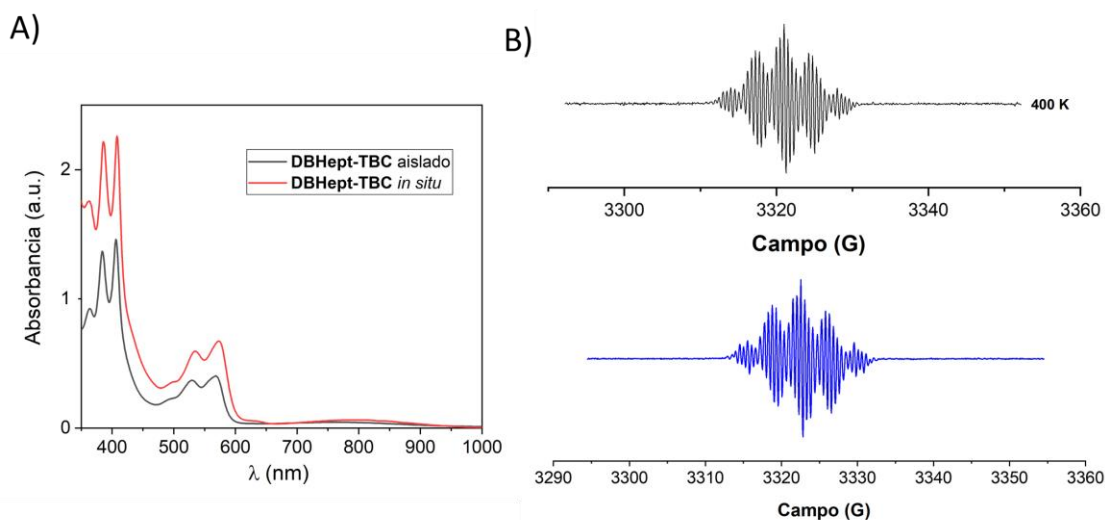 A)
Absorbancia (a.u.)
2
1
0
DBHept-TBC aislado
DBHept-TBC in situ
400 500 600 700 800 900 1000
λ (nm)
B)
400 K
3300 3320 3340 3360
Campo (G)
3290 3300 3310 3320 3330 3340 3350 3360
Campo (G)